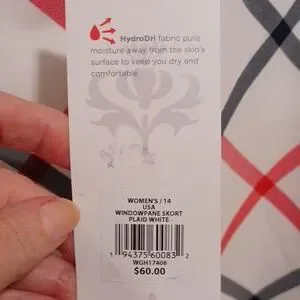 HydroDri fabric pulls
moisture away from the skin's
surface to keep you dry and
comfortable
WOMEN'S / 14
USA
WINDOWPANE SKORT
PLAID WHITE
1 94375 60083 2
WGH17406
$60.00